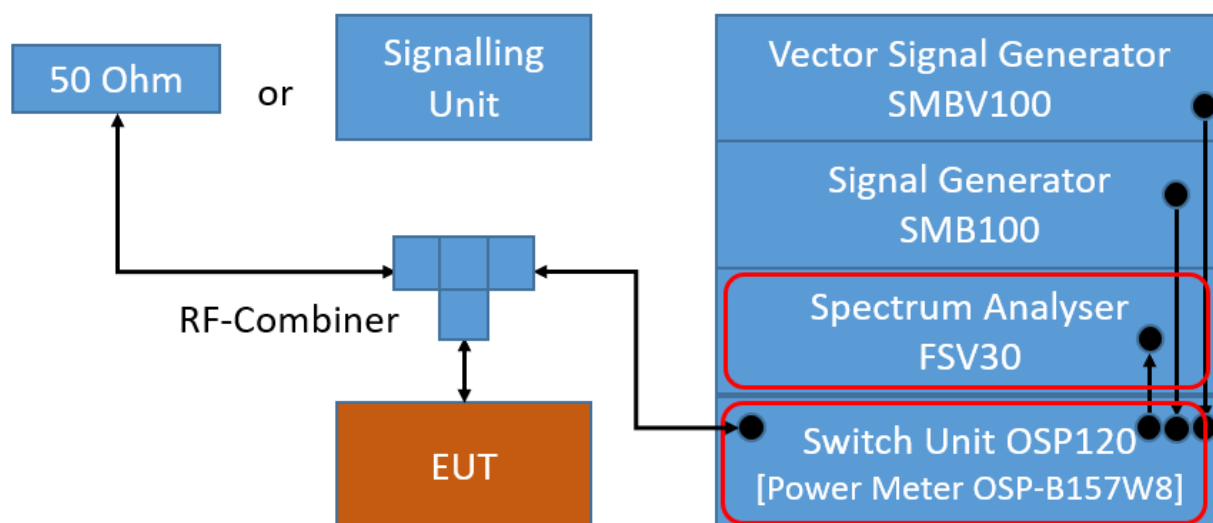 50 Ohm
or
Signalling
Unit
Vector Signal Generator
SMBV100
Signal Generator
SMB100
Spectrum Analyser
FSV30
RF-Combiner
EUT
Switch Unit OSP120
[Power Meter OSP-B157W8]